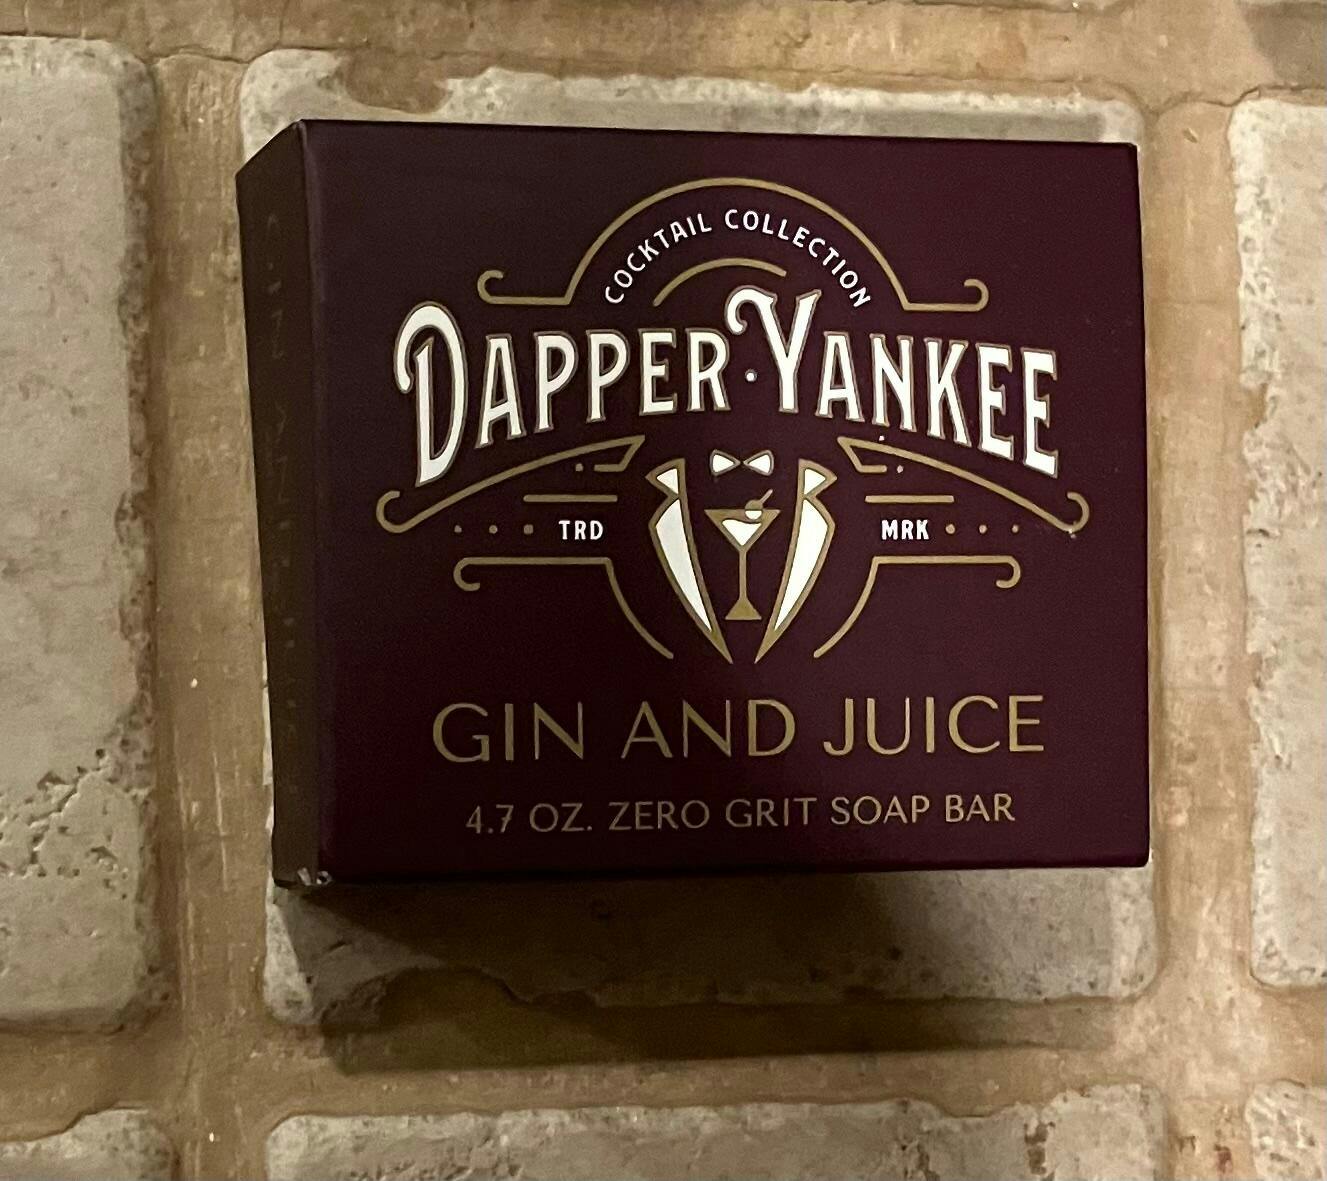 COCKTAIL COLLECTION
DAPPER·YANKEE
TRD MRK
GIN AND JUICE
4.7 OZ. ZERO GRIT SOAP BAR